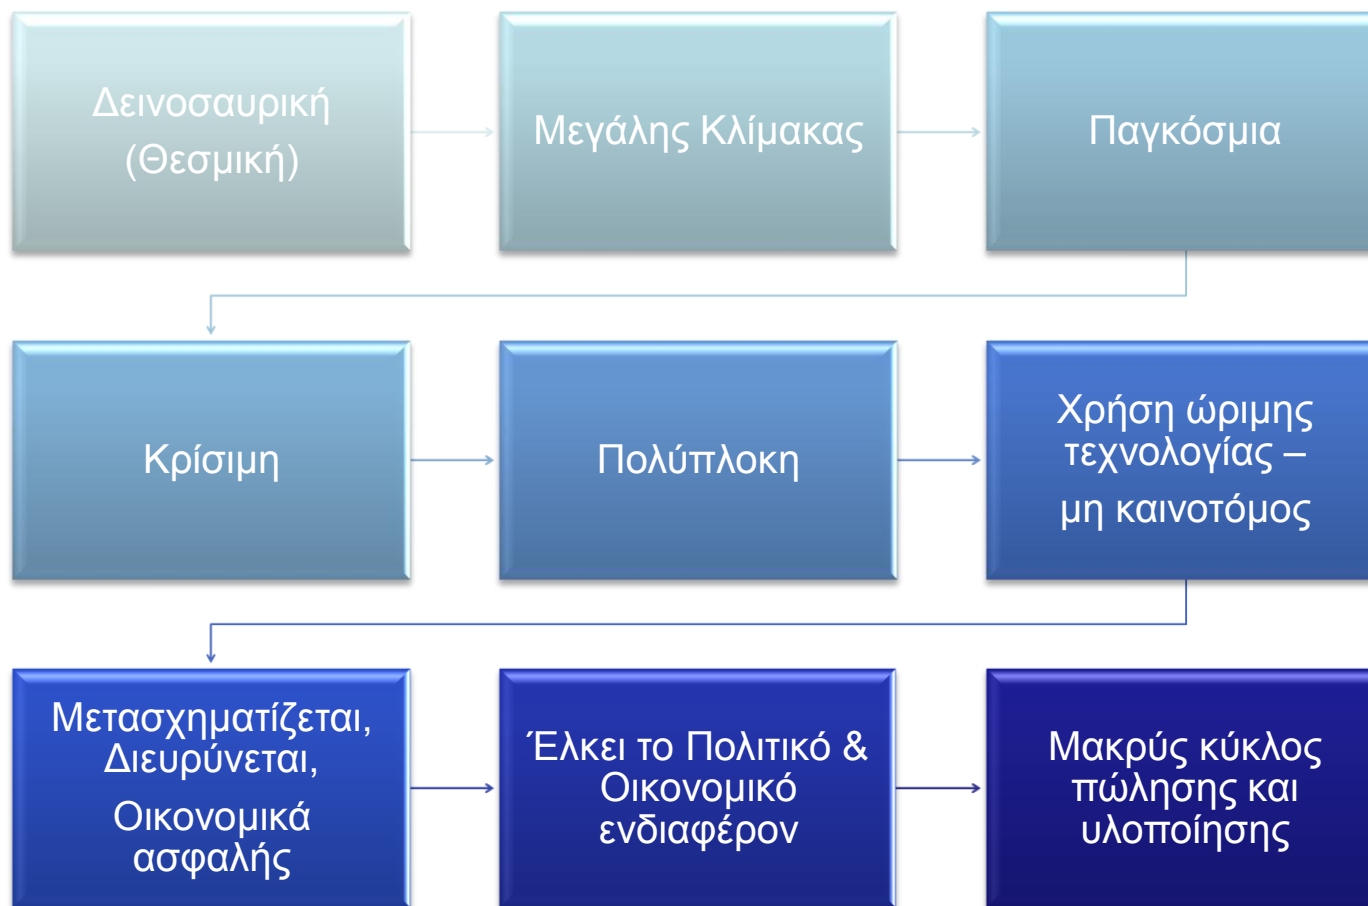 Δεινοσαυρική
(Θεσμική)
Μεγάλης Κλίμακας
Παγκόσμια
Κρίσιμη
Πολύπλοκη
Χρήση ώριμης
τεχνολογίας –
μη καινοτόμος
Μετασχηματίζεται,
Διευρύνεται,
Οικονομικά
ασφαλής
Έλκει το Πολιτικό &
Οικονομικό
ενδιαφέρον
Μακρύς κύκλος
πώλησης και
υλοποίησης